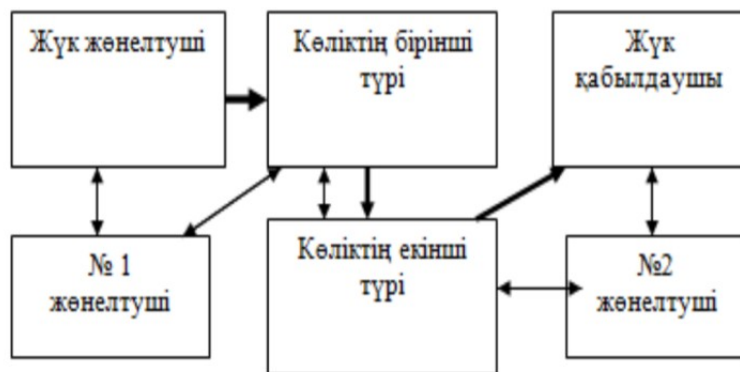 Жүк жөнелтуші
Көліктің бірінші
түрі
Жүк
қабылдаушы
№ 1
жөнелтуші
Көліктің екінші
түрі
№2
жөнелтуші